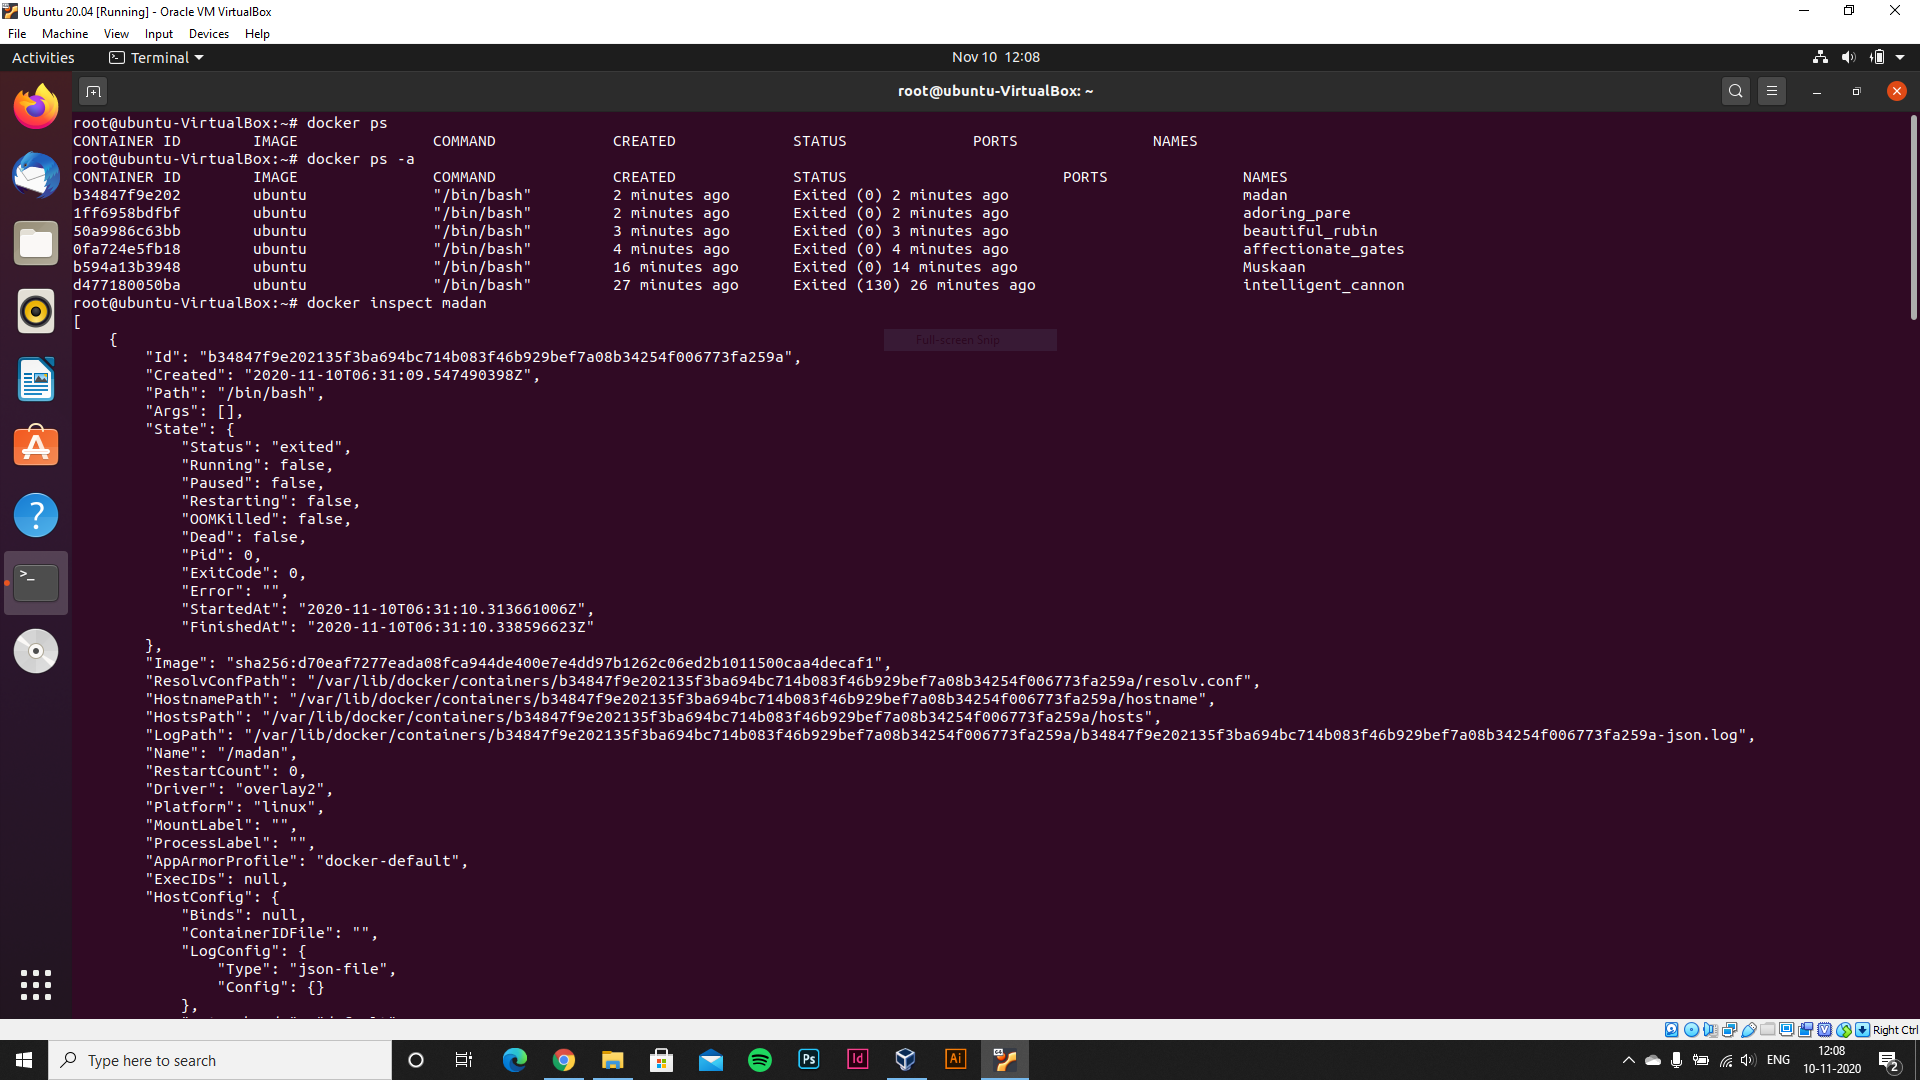 Ubuntu 20.04 [Running] - Oracle VM VirtualBox
File Machine View Input Devices Help
Activities Terminal Nov 10 12:08
root@ubuntu-VirtualBox: ~
root@ubuntu-VirtualBox:~# docker ps
CONTAINER ID IMAGE COMMAND CREATED STATUS PORTS NAMES
root@ubuntu-VirtualBox:~# docker ps -a
CONTAINER ID IMAGE COMMAND CREATED STATUS PORTS NAMES
b34847f9e202 ubuntu "/bin/bash" 2 minutes ago Exited (0) 2 minutes ago madan
1ff6958bdfbf ubuntu "/bin/bash" 2 minutes ago Exited (0) 2 minutes ago adoring_pare
50a9986c63bb ubuntu "/bin/bash" 3 minutes ago Exited (0) 3 minutes ago beautiful_rubin
0fa724e5fb18 ubuntu "/bin/bash" 4 minutes ago Exited (0) 4 minutes ago affectionate_gates
b594a13b3948 ubuntu "/bin/bash" 16 minutes ago Exited (0) 14 minutes ago Muskaan
d477180050ba ubuntu "/bin/bash" 27 minutes ago Exited (130) 26 minutes ago intelligent_cannon
root@ubuntu-VirtualBox:~# docker inspect madan
[
{
Full-screen Snip
"Id": "b34847f9e202135f3ba694bc714b083f46b929bef7a08b34254f006773fa259a",
"Created": "2020-11-10T06:31:09.547490398Z",
"Path": "/bin/bash",
"Args": [],
"State": {
"Status": "exited",
"Running": false,
"Paused": false,
"Restarting": false,
"OOMKilled": false,
"Dead": false,
"Pid": 0,
"ExitCode": 0,
"Error": "",
"StartedAt": "2020-11-10T06:31:10.313661006Z",
"FinishedAt": "2020-11-10T06:31:10.338596623Z"
},
"Image": "sha256:d70eaf7277eada08fca944de400e7e4dd97b1262c06ed2b1011500caa4decaf1",
"ResolvConfPath": "/var/lib/docker/containers/b34847f9e202135f3ba694bc714b083f46b929bef7a08b34254f006773fa259a/resolv.conf",
"HostnamePath": "/var/lib/docker/containers/b34847f9e202135f3ba694bc714b083f46b929bef7a08b34254f006773fa259a/hostname",
"HostsPath": "/var/lib/docker/containers/b34847f9e202135f3ba694bc714b083f46b929bef7a08b34254f006773fa259a/hosts",
"LogPath": "/var/lib/docker/containers/b34847f9e202135f3ba694bc714b083f46b929bef7a08b34254f006773fa259a/b34847f9e202135f3ba694bc714b083f46b929bef7a08b34254f006773fa259a-json.log",
"Name": "/madan",
"RestartCount": 0,
"Driver": "overlay2",
"Platform": "linux",
"MountLabel": "",
"ProcessLabel": "",
"AppArmorProfile": "docker-default",
"ExecIDs": null,
"HostConfig": {
"Binds": null,
"ContainerIDFile": "",
"LogConfig": {
"Type": "json-file",
"Config": {}
},
Right Ctrl
Type here to search
Ps Id Ai
ENG
12:08
10-11-2020
2